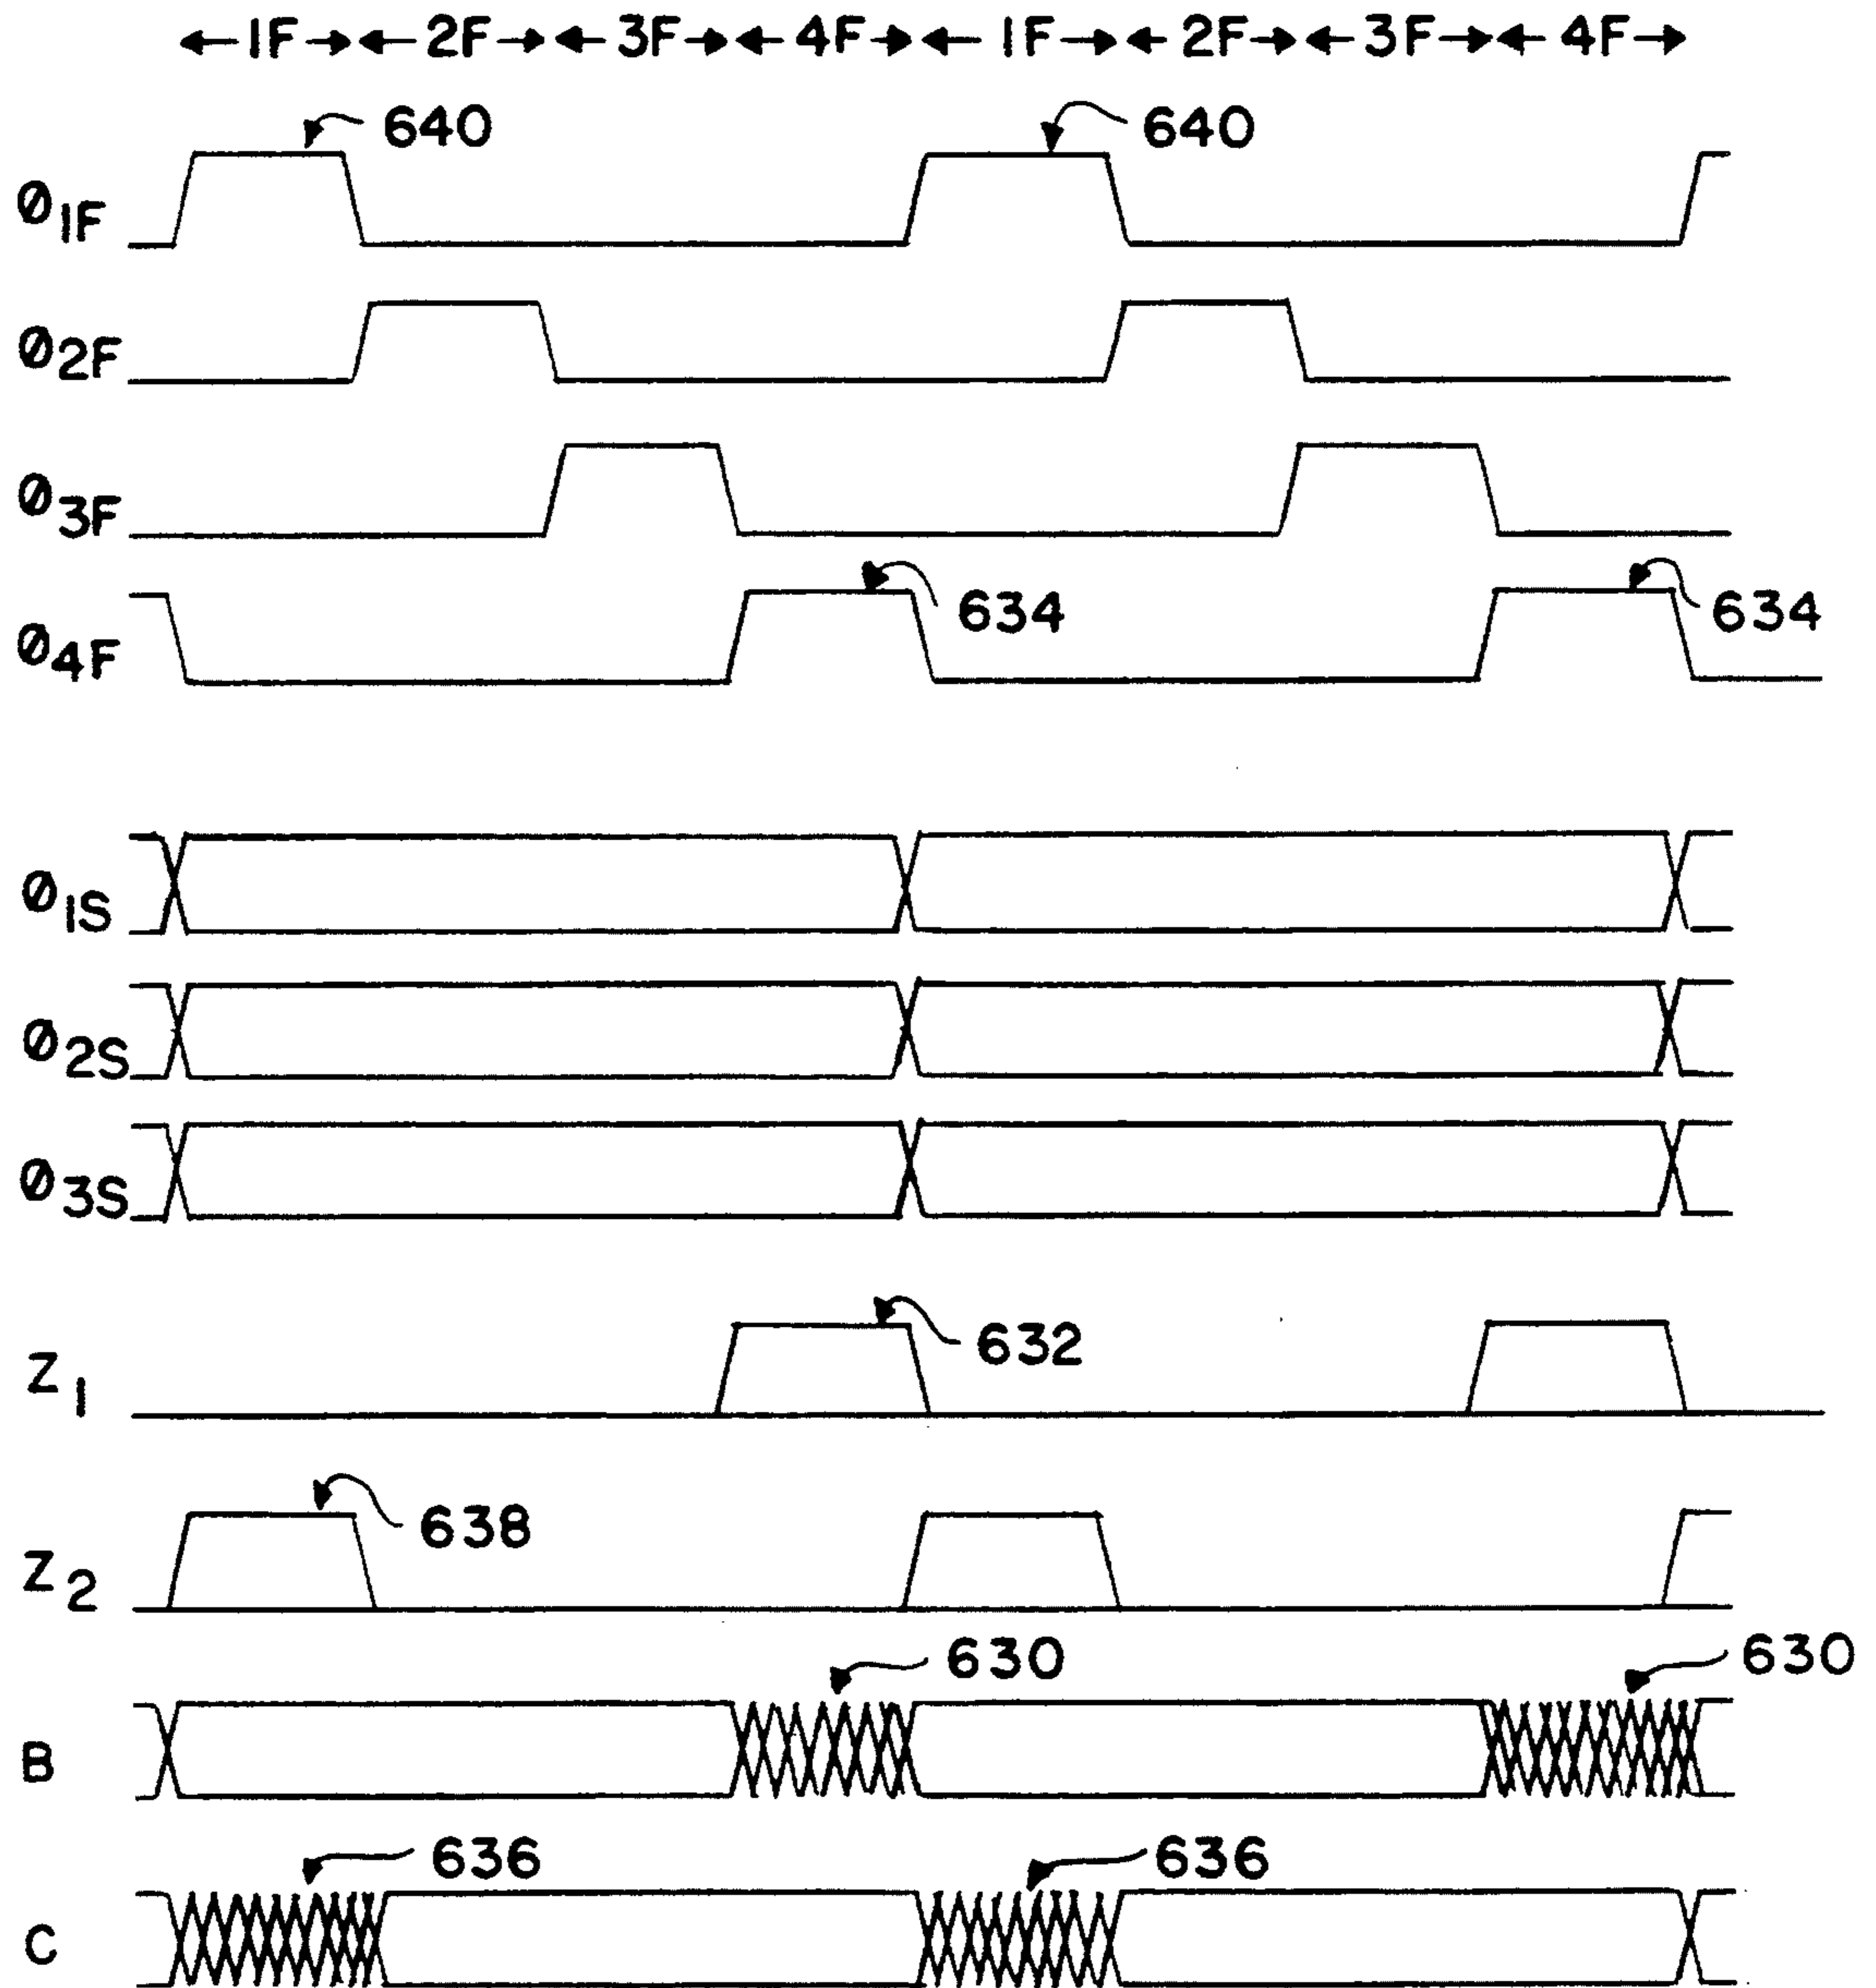 1F 2F 3F 4F 1F 2F 3F 4F
640 640
Ø1F
Ø2F
Ø3F
634 634
Ø4F
Ø1S
Ø2S
Ø3S
632
Z1
638
Z2
630 630
B
636 636
C